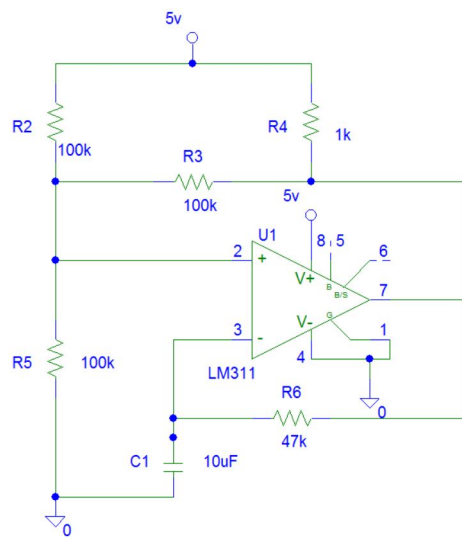 5v
R2
100k
R4
1k
R3
100k
5v
U1
8 5
6
2
+
V+
B
B/S
7
R5
100k
3
-
V-
G
1
4
LM311
R6
47k
0
C1
10uF
0